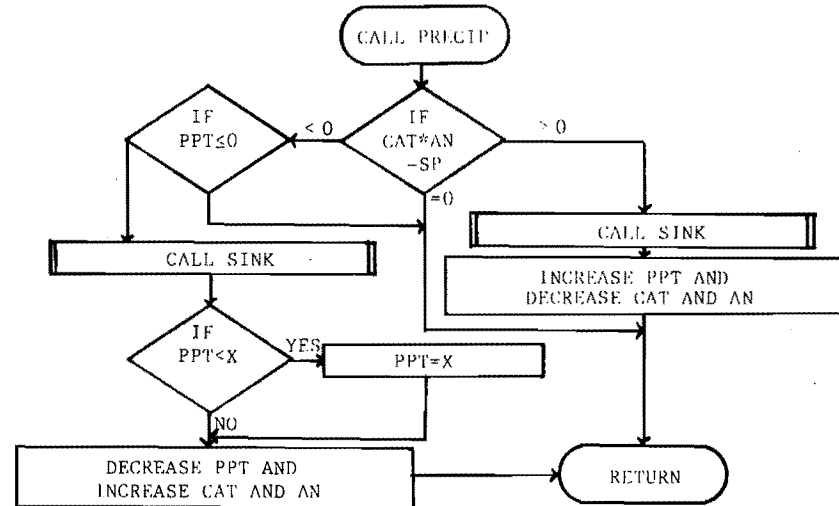 CALL PRECIP
IF
PPT≤0
< 0
IF
CAT*AN
-SP
> 0
=0
CALL SINK
CALL SINK
INCREASE PPT AND
DECREASE CAT AND AN
IF
PPT<X
YES
PPT=X
NO
DECREASE PPT AND
INCREASE CAT AND AN
RETURN